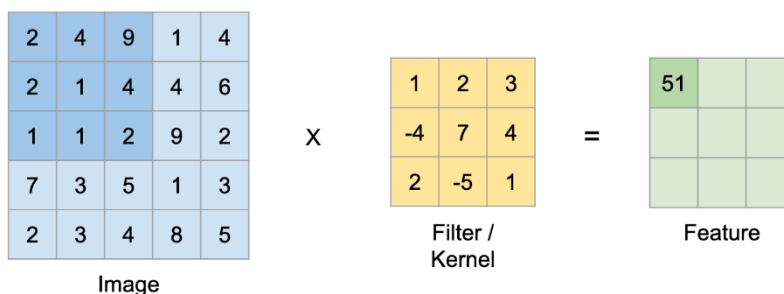 2 4 9 1 4
2 1 4 4 6
1 1 2 9 2
7 3 5 1 3
2 3 4 8 5
Image
X
1 2 3
-4 7 4
2 -5 1
Filter /
Kernel
=
51
Feature